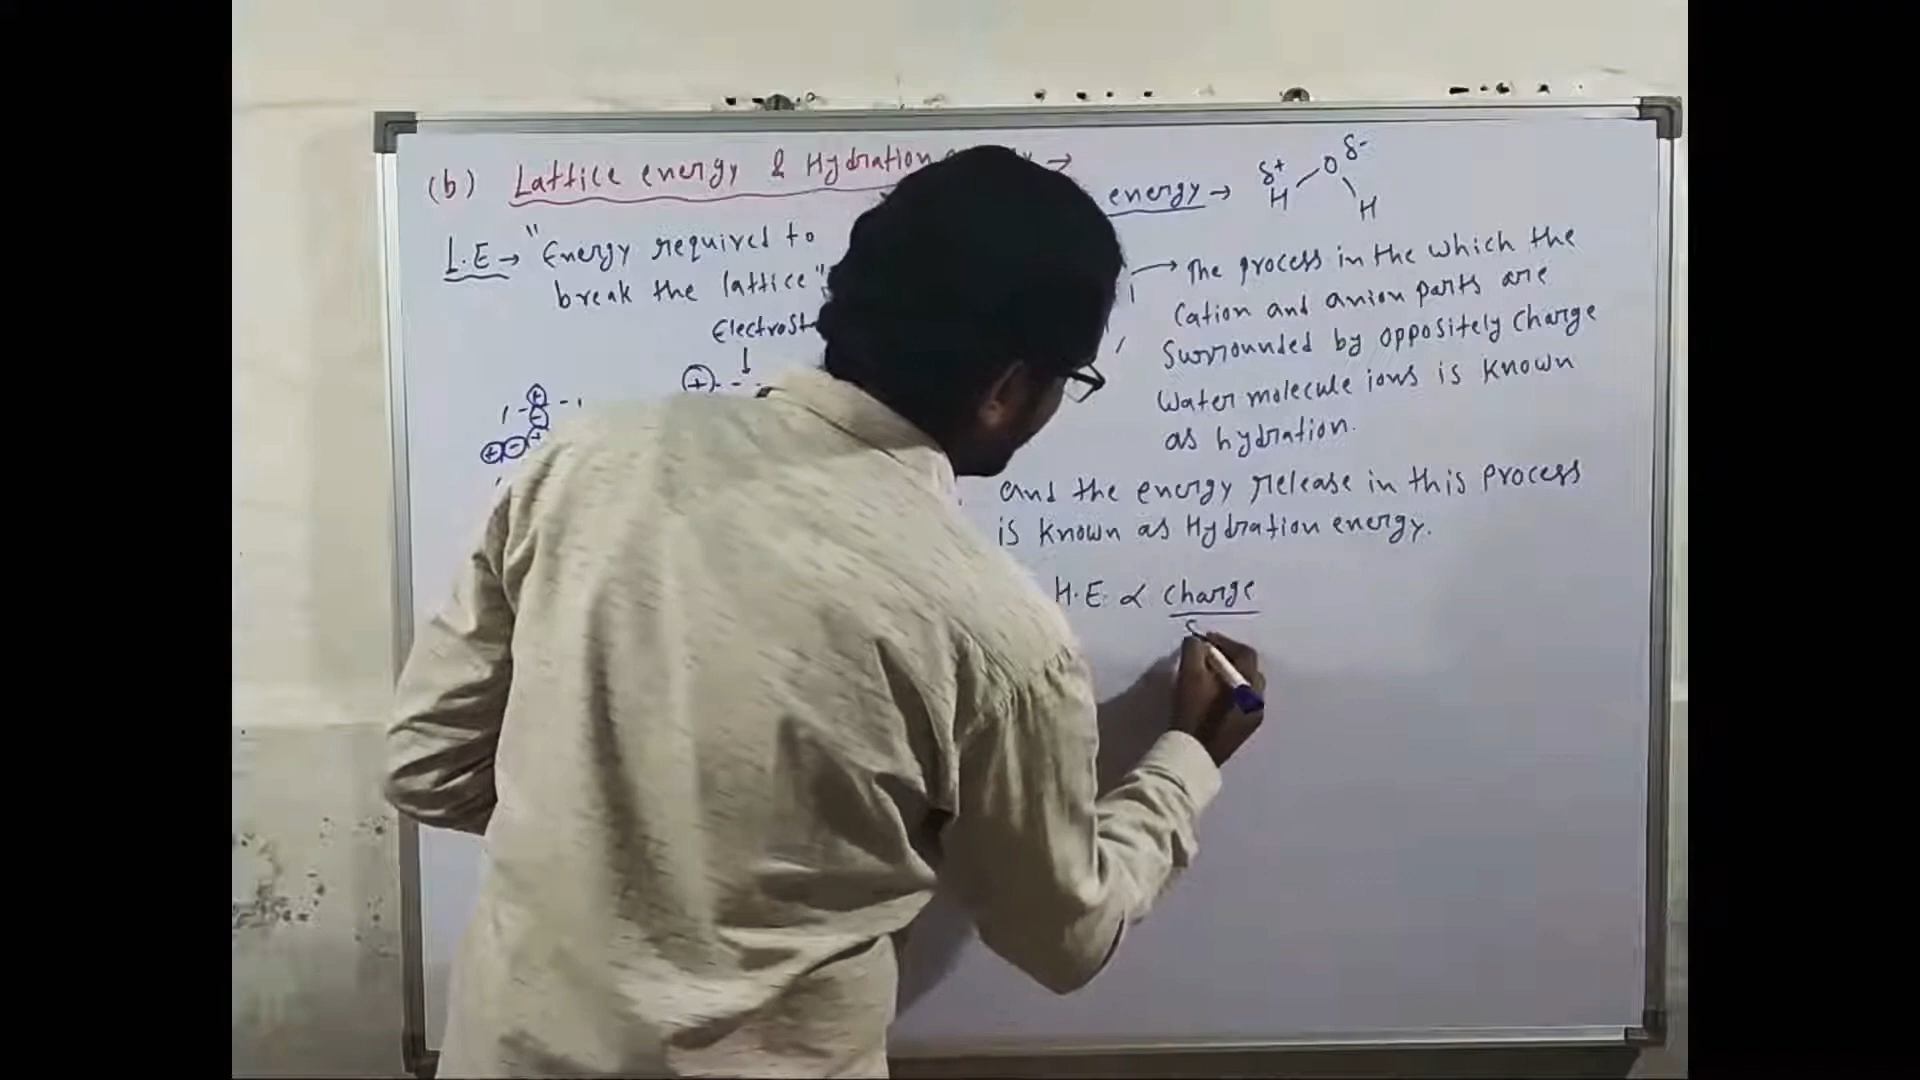 (b) Lattice energy & Hydration →
energy →
δ+ δ-
H O H
L.E → "Energy required to
break the lattice"
Electrost
+
+
-
+ - +
→ The process in the which the
Cation and anion parts are
Surrounded by oppositely charge
Water molecule ions is known
as hydration.
and the energy release in this process
is known as Hydration energy.
H.E. ∝ charge